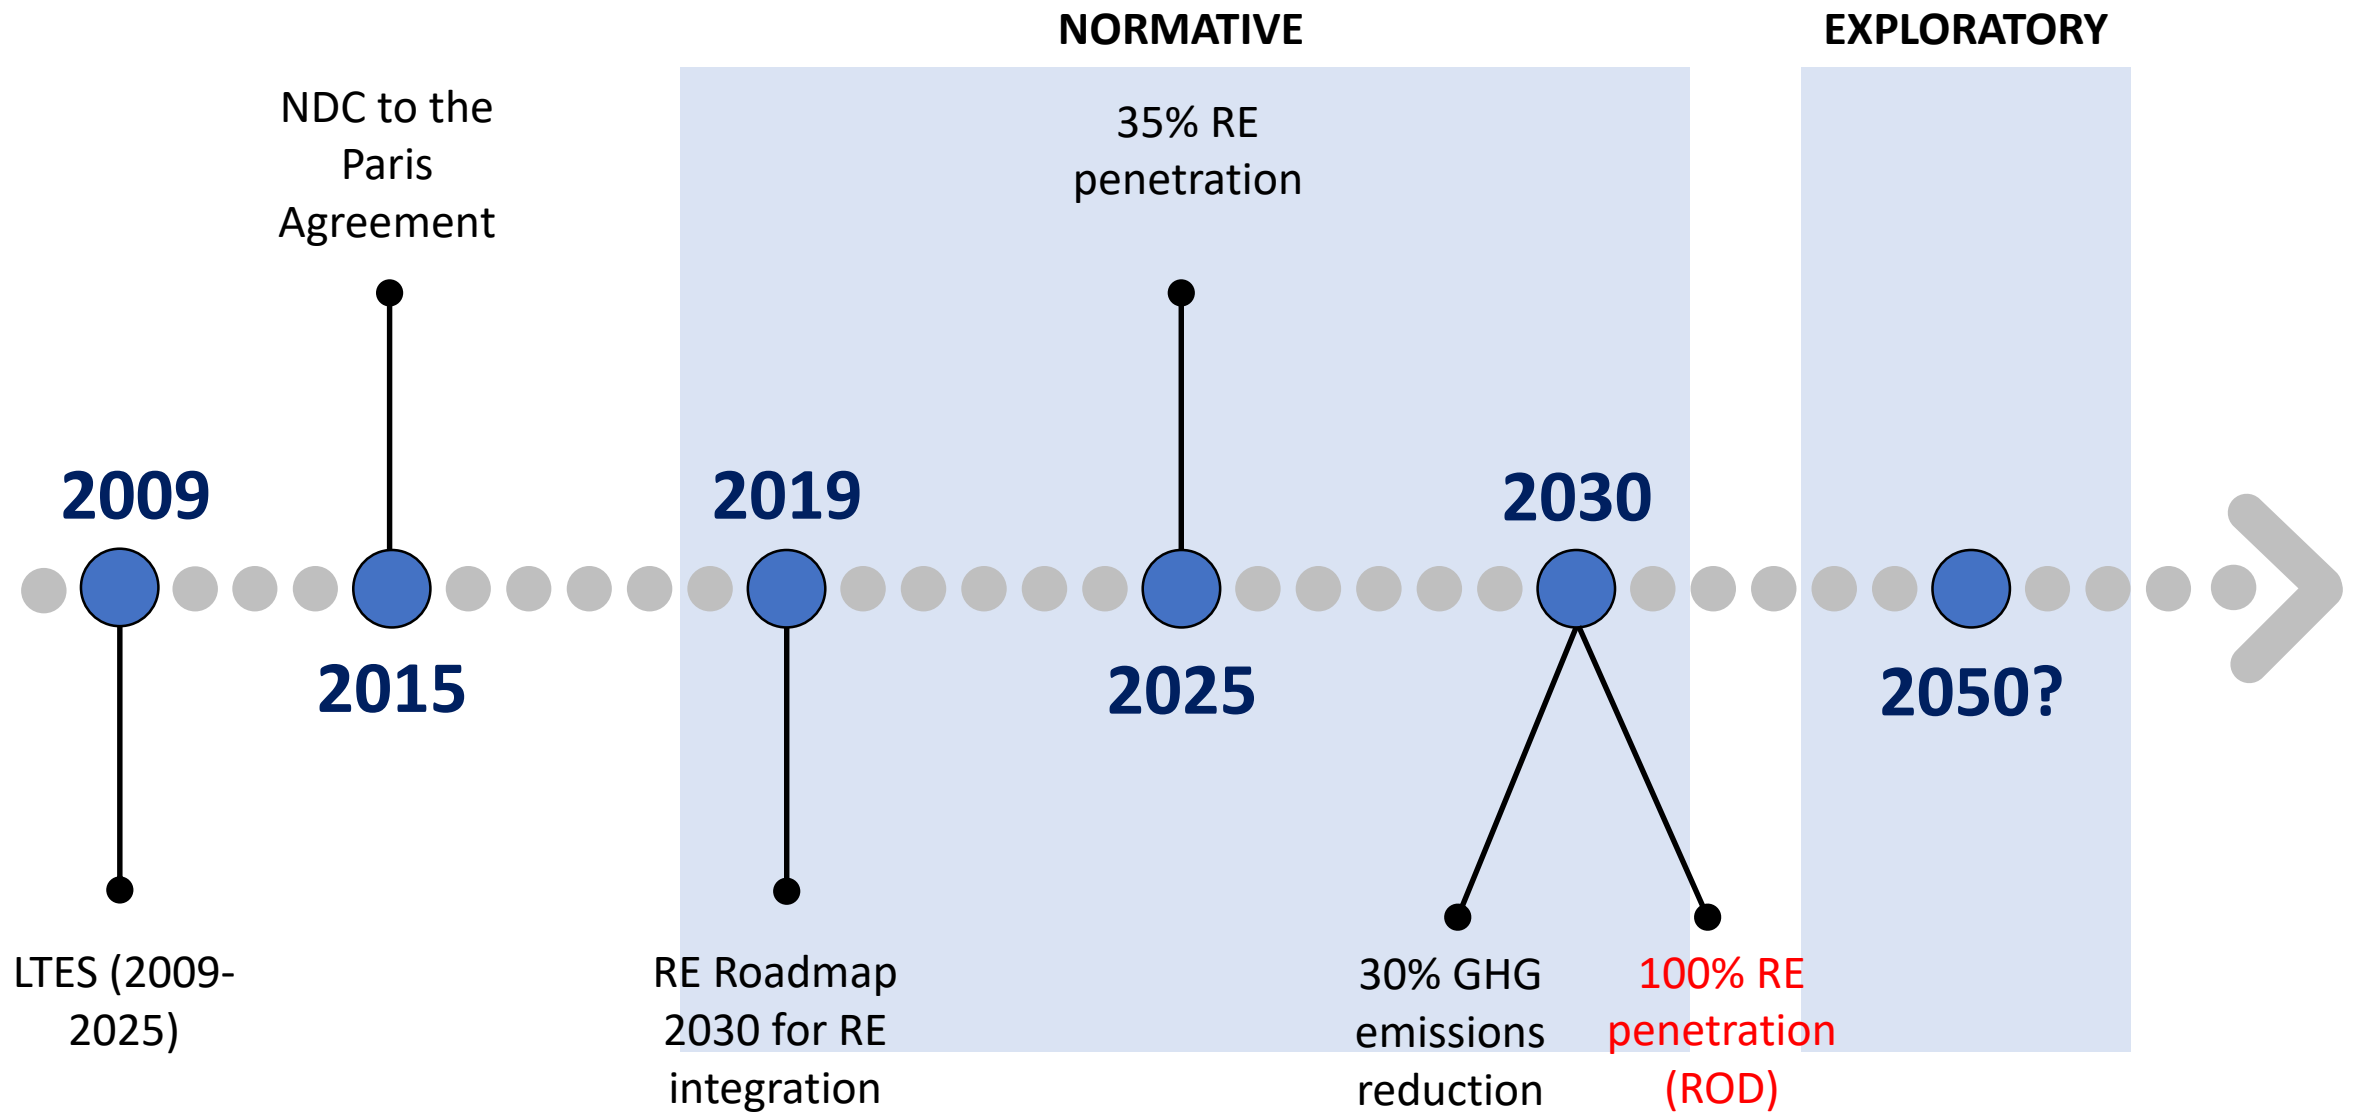 NORMATIVE
EXPLORATORY
NDC to the
Paris
Agreement
35% RE
penetration
2009
2019
2030
2015
2025
2050?
LTES (2009-
2025)
RE Roadmap
2030 for RE
integration
30% GHG
emissions
reduction
100% RE
penetration
(ROD)